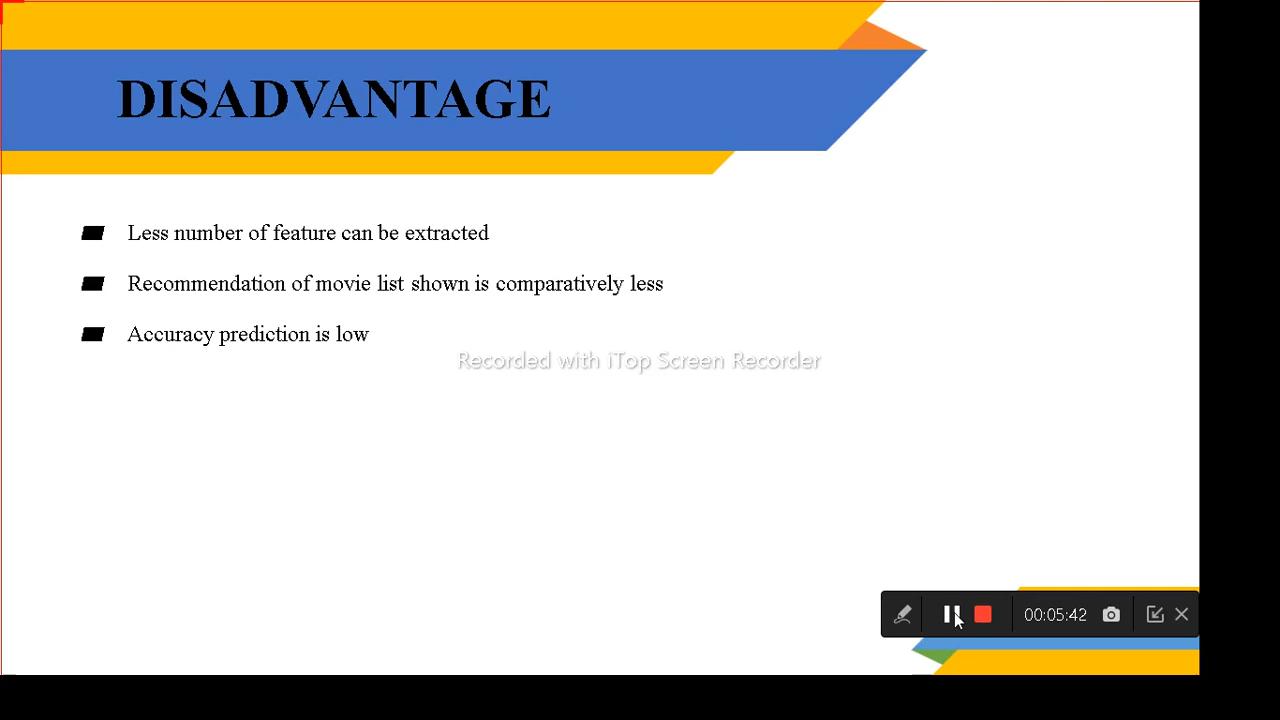 DISADVANTAGE
Less number of feature can be extracted
Recommendation of movie list shown is comparatively less
Accuracy prediction is low
Recorded with iTop Screen Recorder
00:05:42